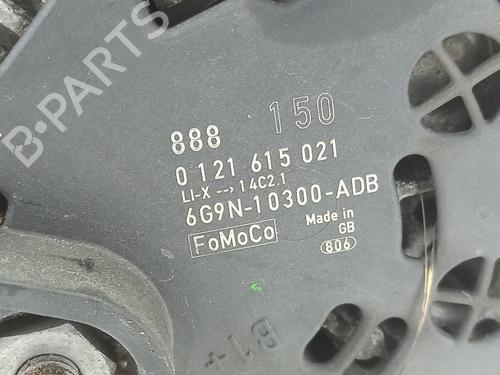 B-PARTS
888 150
0 121 615 021
LI-X --> 14C2.1
6G9N-10300-ADB
FoMoCo
Made in
GB
806
B1+